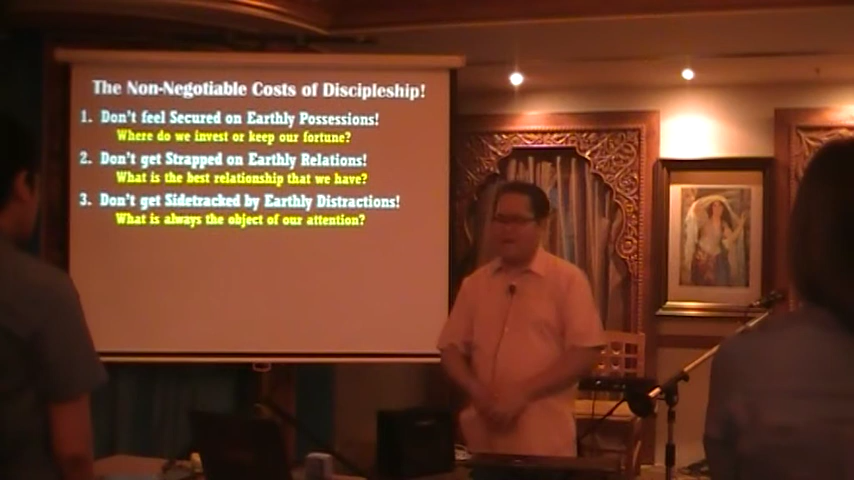 The Non-Negotiable Costs of Discipleship!
1. Don't feel Secured on Earthly Possessions!
Where do we invest or keep our fortune?
2. Don't get Strapped on Earthly Relations!
What is the best relationship that we have?
3. Don't get Sidetracked by Earthly Distractions!
What is always the object of our attention?